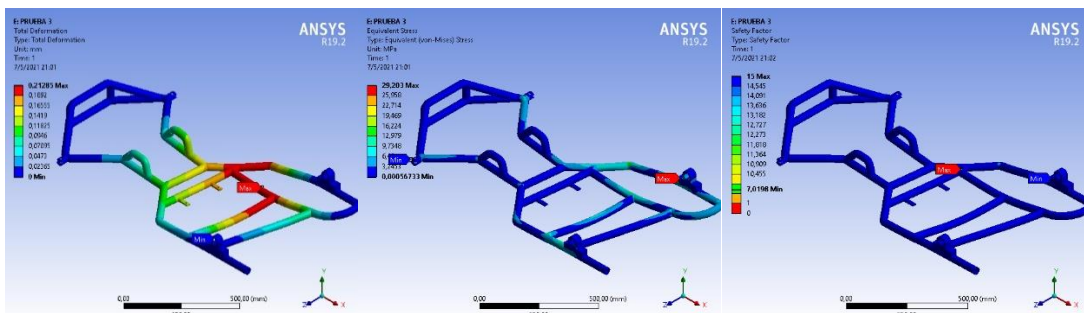 E: PRUEBA 3
Total Deformation
Type: Total Deformation
Unit: mm
Time: 1
7/5/2021 21:01
0,21285 Max
0,1892
0,16555
0,1419
0,11825
0,0946
0,07095
0,0473
0,02365
0 Min
ANSYS
R19.2
Max
Min
0,00
500,00 (mm)
Y
Z
X
E: PRUEBA 3
Equivalent Stress
Type: Equivalent (von-Mises) Stress
Unit: MPa
Time: 1
7/5/2021 21:01
29,203 Max
25,958
22,714
19,469
16,224
12,979
9,7348
3,2453
0,00056733 Min
ANSYS
R19.2
Min
Max
0,00
500,00 (mm)
Y
Z
X
E: PRUEBA 3
Safety Factor
Type: Safety Factor
Time: 1
7/5/2021 21:02
15 Max
14,545
14,091
13,636
13,182
12,727
12,273
11,818
11,364
10,909
10,455
7,0198 Min
1
0
ANSYS
R19.2
Max
Min
0,00
500,00 (mm)
Y
Z
X